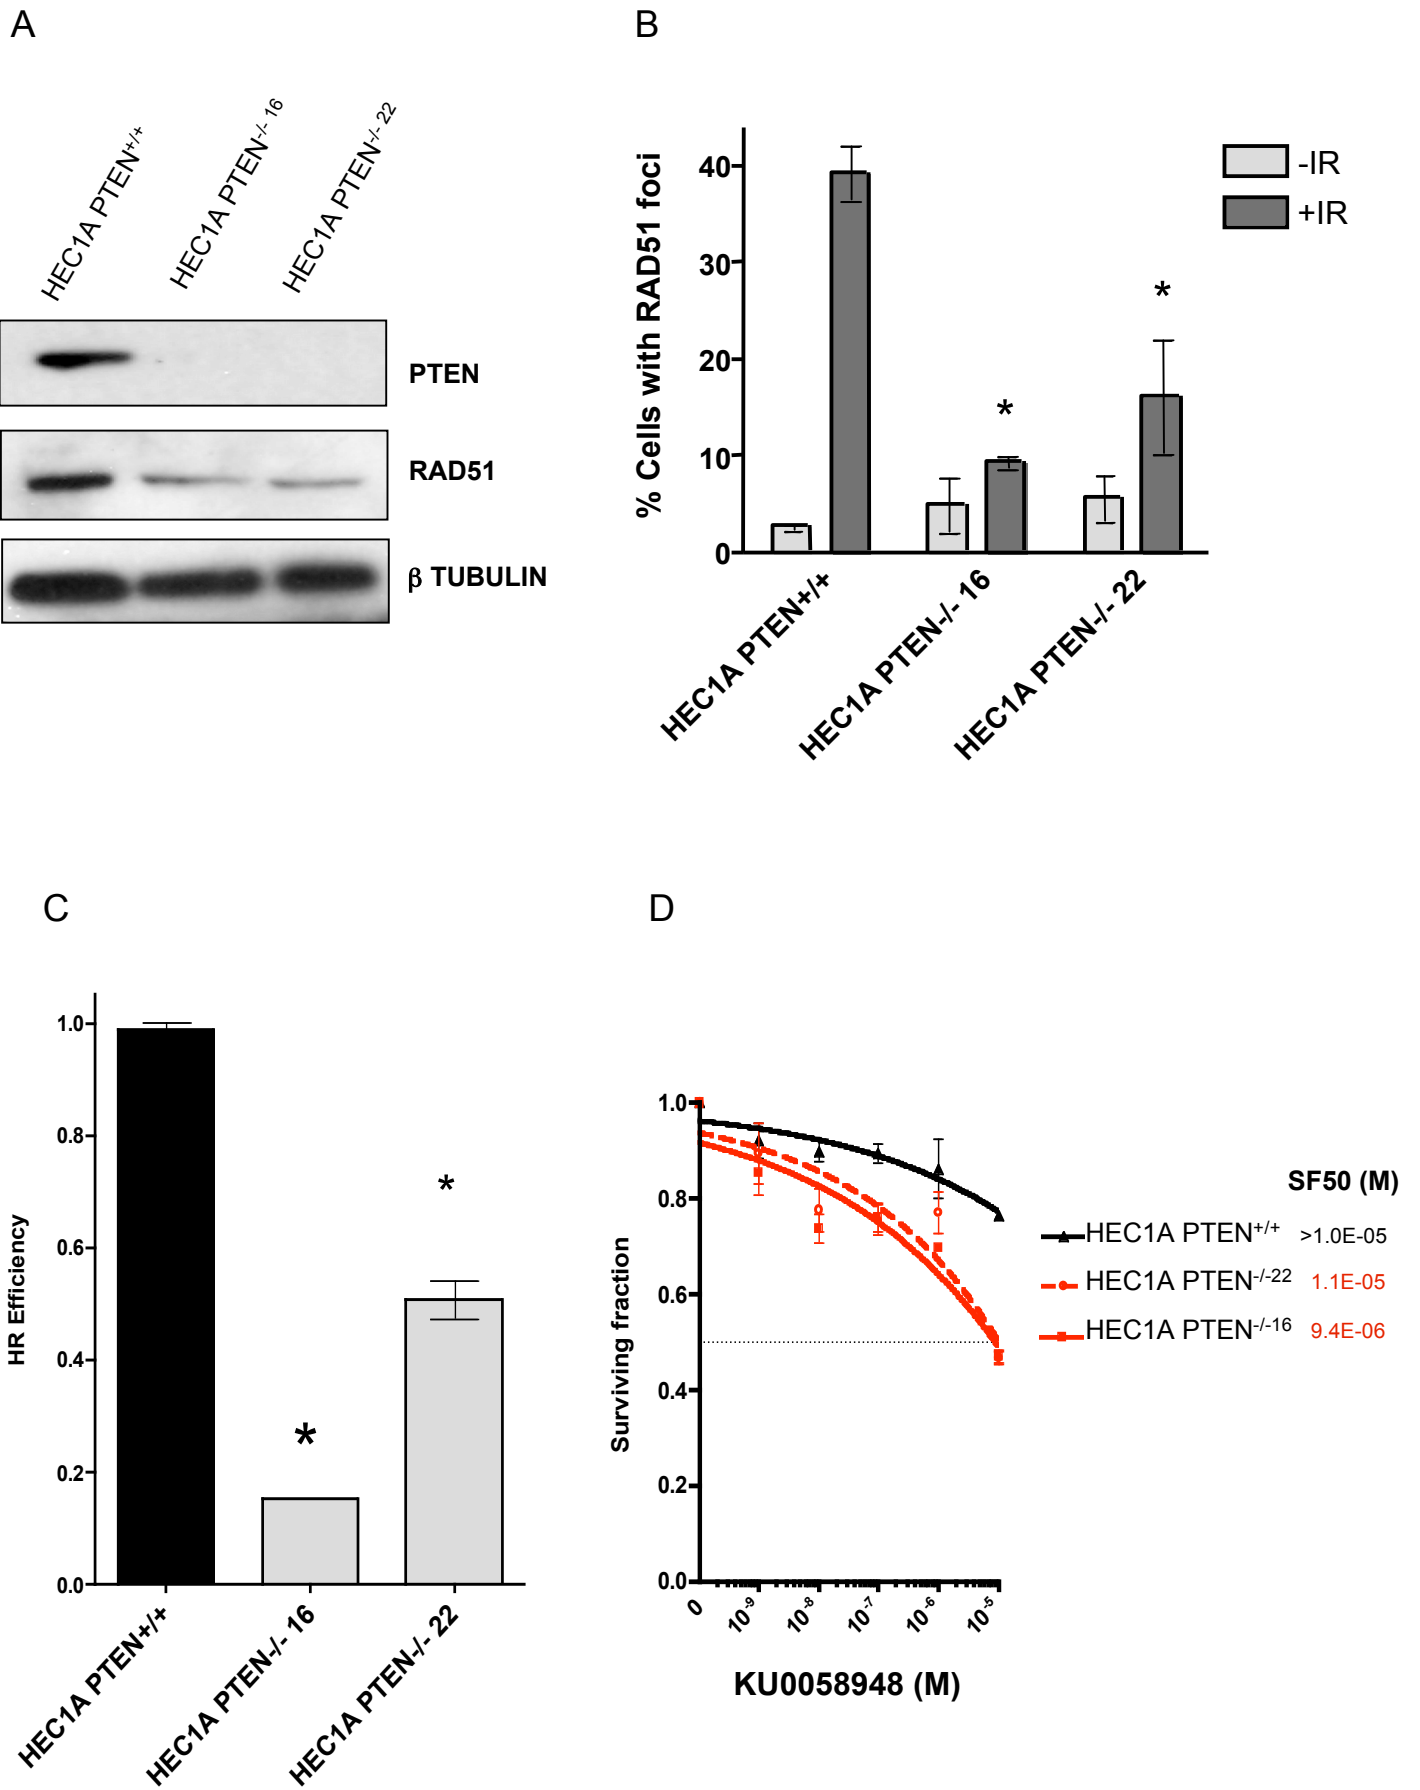 A
HEC1A PTEN+/+
HEC1A PTEN-/- 16
HEC1A PTEN-/- 22
PTEN
RAD51
β TUBULIN
B
% Cells with RAD51 foci
40
30
20
10
0
*
*
-IR
+IR
HEC1A PTEN+/+
HEC1A PTEN-/- 16
HEC1A PTEN-/- 22
C
HR Efficiency
1.0
0.8
0.6
0.4
0.2
0.0
*
*
HEC1A PTEN+/+
HEC1A PTEN-/- 16
HEC1A PTEN-/- 22
D
Surviving fraction
1.0
0.8
0.6
0.4
0.2
0.0
0
10-9
10-8
10-7
10-6
10-5
KU0058948 (M)
SF50 (M)
HEC1A PTEN+/+ >1.0E-05
HEC1A PTEN-/-22 1.1E-05
HEC1A PTEN-/-16 9.4E-06